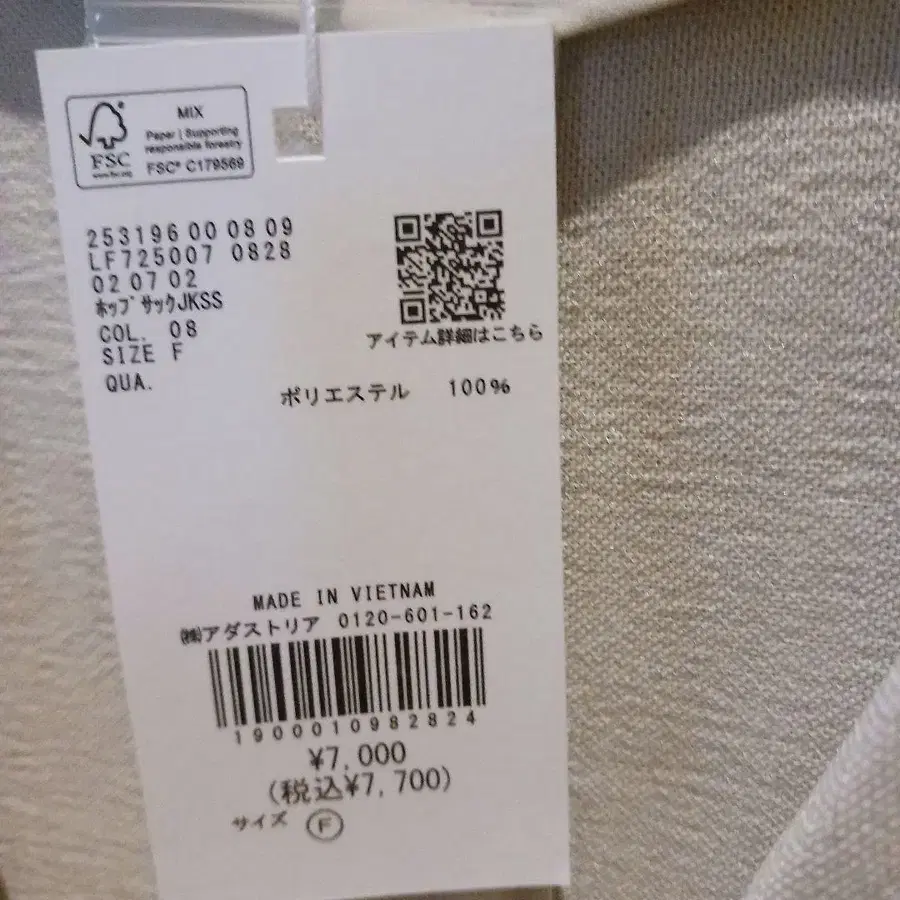 MIX
Paper | Supporting
responsible forestry
FSC
www.fsc.org
FSC® C179569
253196 00 08 09
LF725007 0828
02 07 02
ﾎｯﾌﾟｻｯｸJKSS
COL. 08
SIZE F
QUA.
アイテム詳細はこちら
ポリエステル 100%
MADE IN VIETNAM
㈱アダストリア 0120-601-162
1900010982824
¥7,000
(税込¥7,700)
サイズ F